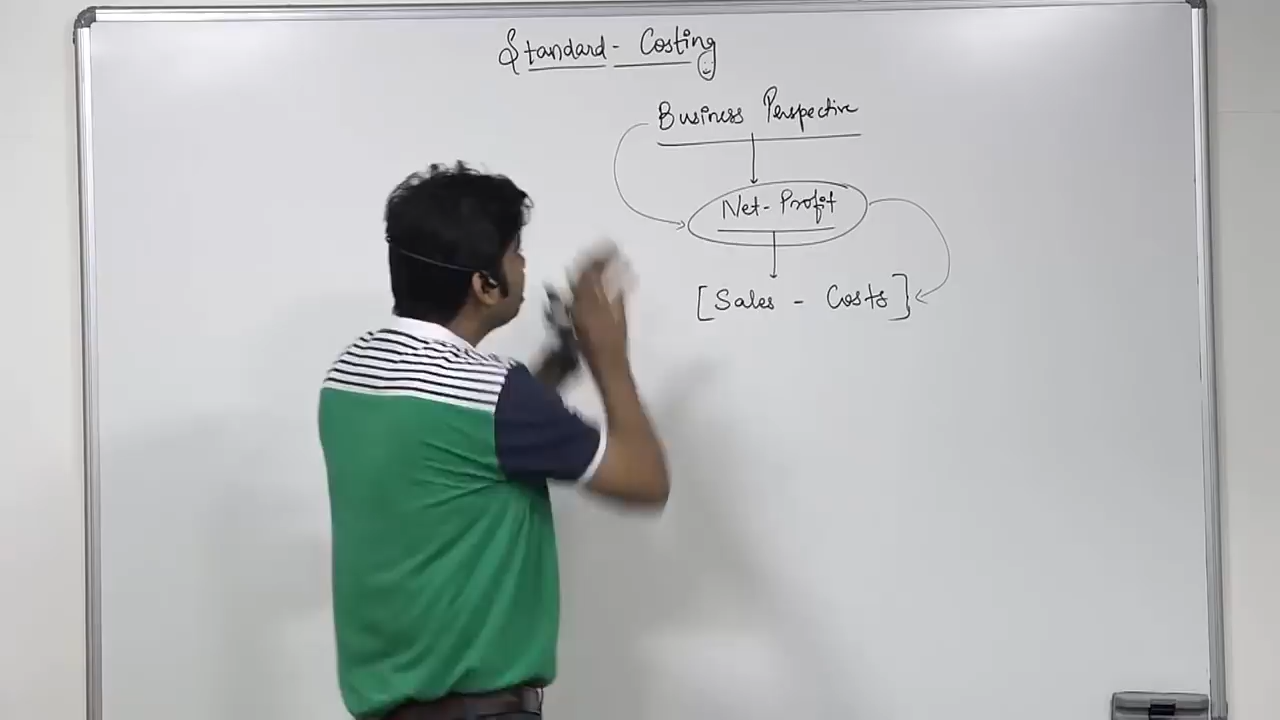 Standard - Costing
Business Perspective
Net - Profit
[Sales - Costs]